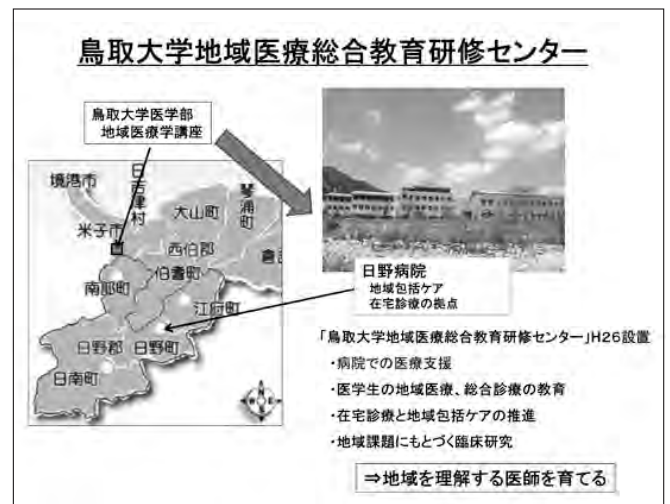 鳥取大学地域医療総合教育研修センター
鳥取大学医学部
地域医療学講座
境港市
日吉津村
米子市
大山町
琴浦町
西伯郡
伯耆町
南部町
江府町
日野郡
日野町
日南町
N
W
E
S
日野病院
地域包括ケア
在宅診療の拠点
「鳥取大学地域医療総合教育研修センター」H26設置
・病院での医療支援
・医学生の地域医療、総合診療の教育
・在宅診療と地域包括ケアの推進
・地域課題にもとづく臨床研究
⇒地域を理解する医師を育てる